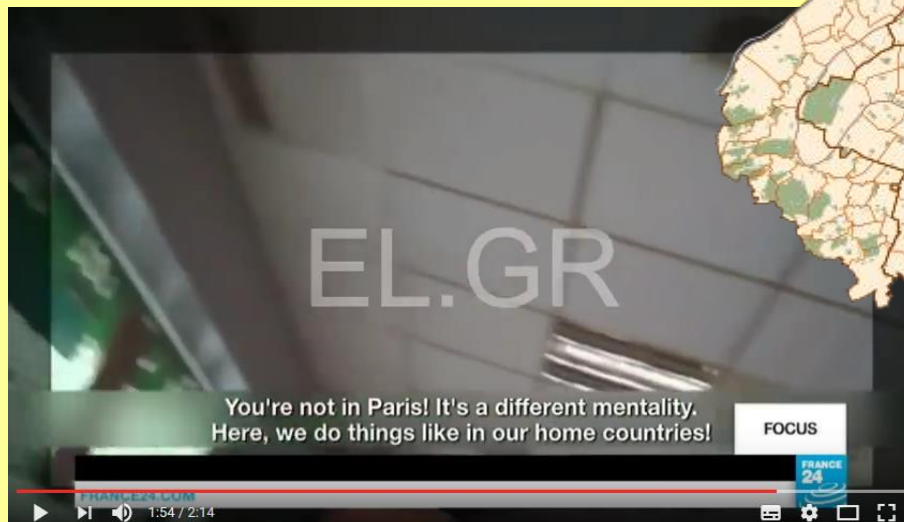 EL.GR
You're not in Paris! It's a different mentality.
Here, we do things like in our home countries!
FOCUS
FRANCE
24
FRANCE24.COM
1:54 / 2:14